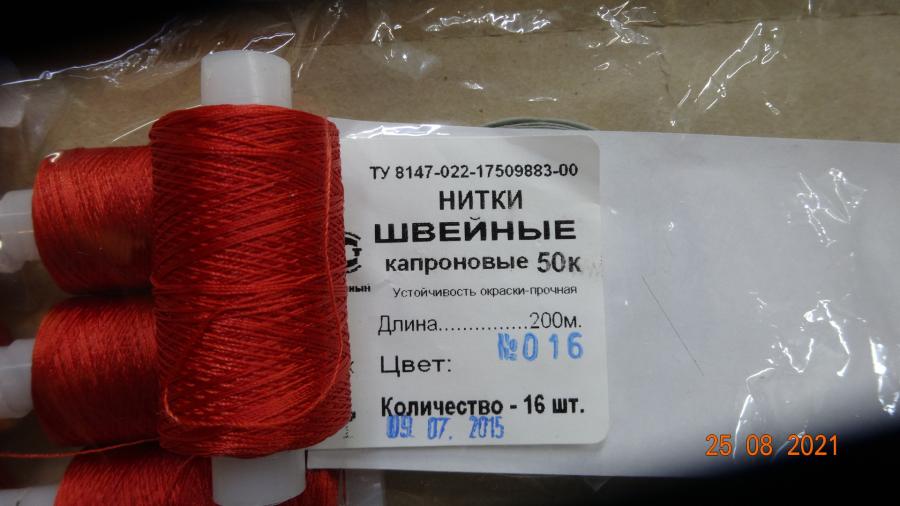 ТУ 8147-022-17509883-00
НИТКИ
ШВЕЙНЫЕ
капроновые 50к
Устойчивость окраски-прочная
Длина...............200м.
№016
Цвет:
Количество - 16 шт.
09. 07. 2015
25 08 2021